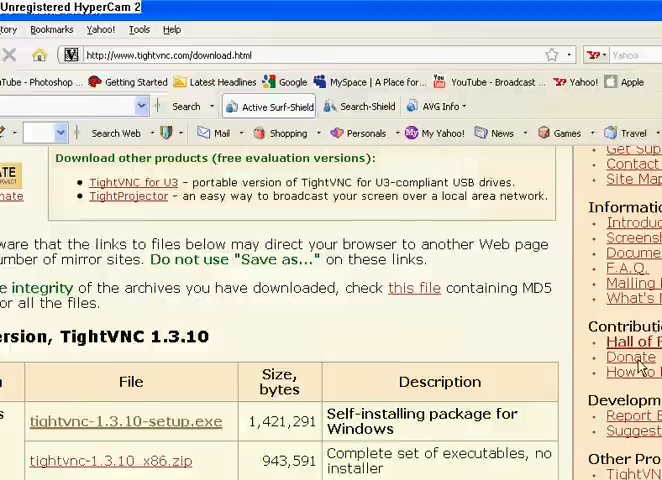 Unregistered HyperCam 2
tory Bookmarks Yahoo! Tools Help
http://www.tightvnc.com/download.html Yahoo
Tube - Photoshop ... Getting Started Latest Headlines Google MySpace | A Place for... YouTube - Broadcast ... Yahoo! Apple
Search Active Surf-Shield Search-Shield AVG Info
Search Web Mail Shopping Personals My Yahoo! News Games Travel
Get Sup
Download other products (free evaluation versions): Contact
ATE TightVNC for U3 - portable version of TightVNC for U3-compliant USB drives. Site Ma
nate TightProjector - an easy way to broadcast your screen over a local area network.
Informati
Introduc
Screensh
ware that the links to files below may direct your browser to another Web page Docume
umber of mirror sites. Do not use "Save as..." on these links. F.A.Q.
Mailing
e integrity of the archives you have downloaded, check this file containing MD5 What's
or all the files.
Contributi
ersion, TightVNC 1.3.10 Hall of F
Donate
How to
File Size, bytes Description
Developm
s tightvnc-1.3.10-setup.exe 1,421,291 Self-installing package for Windows Report
Suggest
tightvnc-1.3.10_x86.zip 943,591 Complete set of executables, no installer Other Pro
TightVN